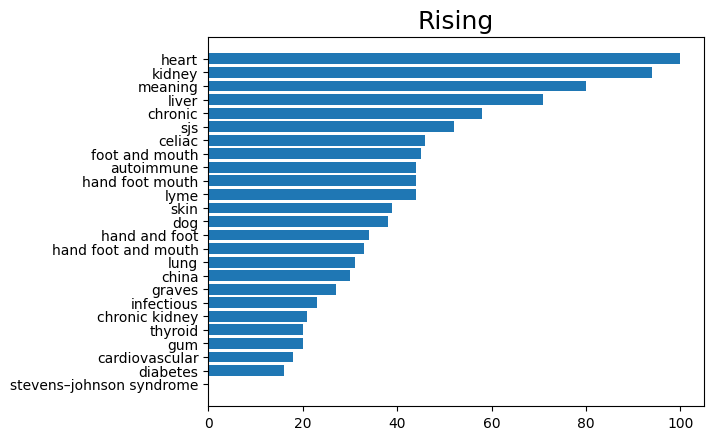 Rising
heart
kidney
meaning
liver
chronic
sjs
celiac
foot and mouth
autoimmune
hand foot mouth
lyme
skin
dog
hand and foot
hand foot and mouth
lung
china
graves
infectious
chronic kidney
thyroid
gum
cardiovascular
diabetes
stevens–johnson syndrome
0 20 40 60 80 100